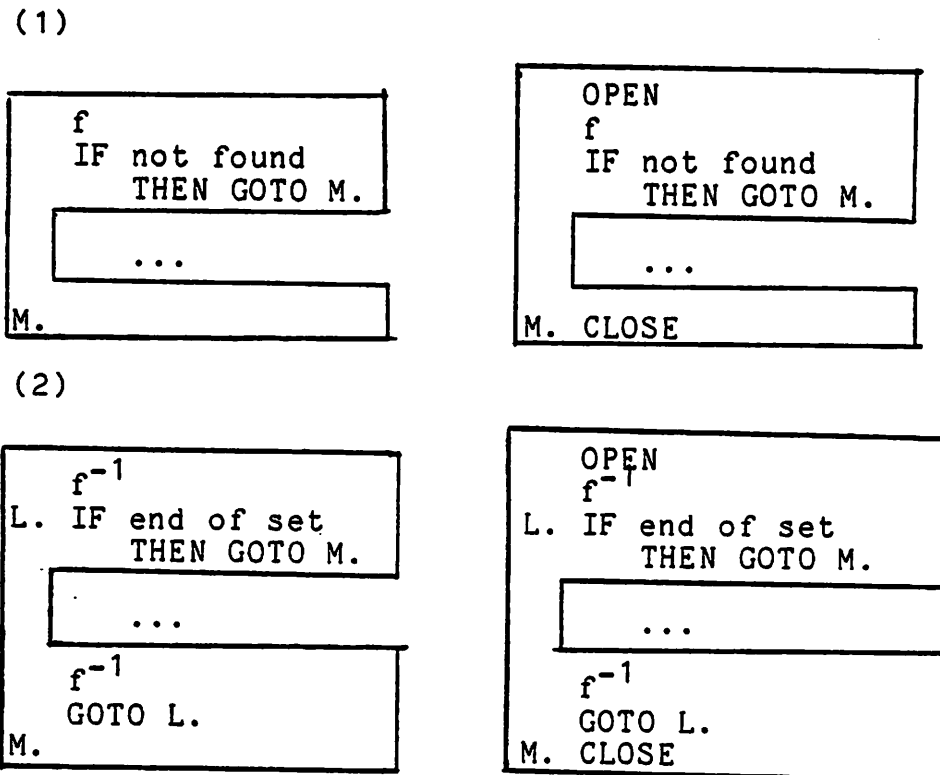 (1)
f
IF not found
THEN GOTO M.
...
M.
OPEN
f
IF not found
THEN GOTO M.
...
M. CLOSE
(2)
f⁻¹
L. IF end of set
THEN GOTO M.
...
f⁻¹
GOTO L.
M.
OPEN
f⁻¹
L. IF end of set
THEN GOTO M.
...
f⁻¹
GOTO L.
M. CLOSE